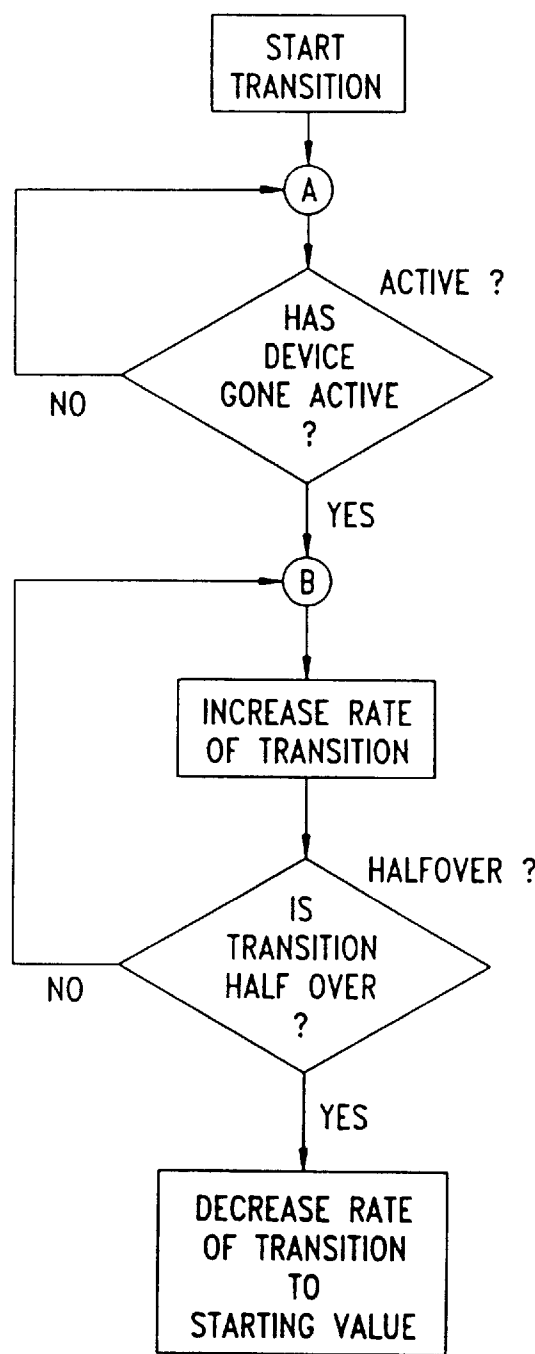 START
TRANSITION
A
ACTIVE ?
HAS
DEVICE
GONE ACTIVE
?
NO
YES
B
INCREASE RATE
OF TRANSITION
HALFOVER ?
IS
TRANSITION
HALF OVER
?
NO
YES
DECREASE RATE
OF TRANSITION
TO
STARTING VALUE